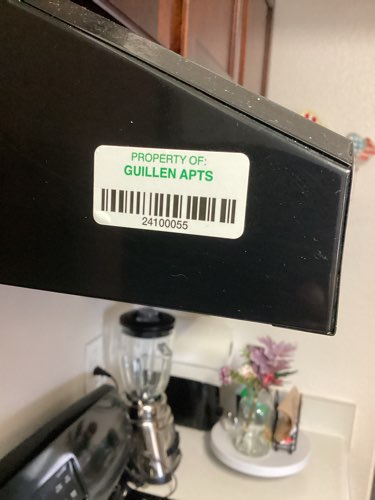 PROPERTY OF:
GUILLEN APTS
24100055